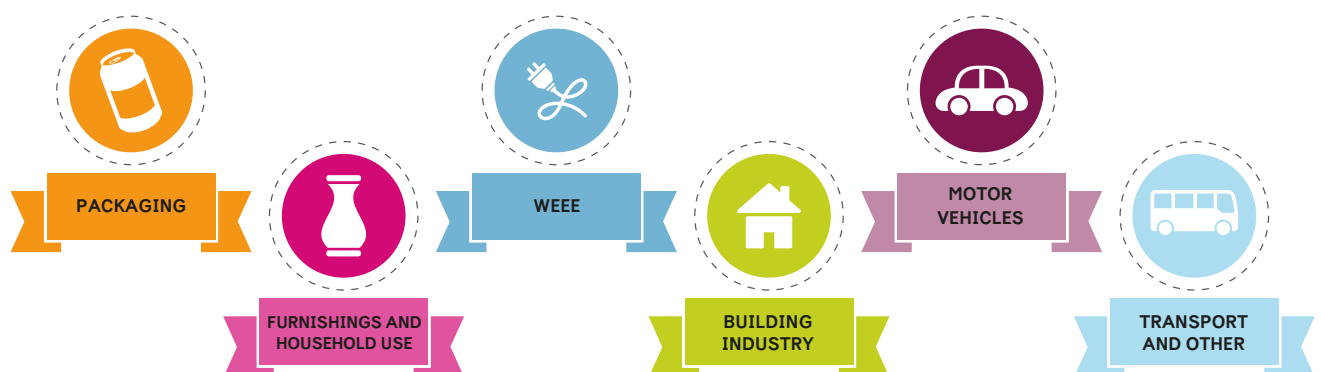 PACKAGING
FURNISHINGS AND
HOUSEHOLD USE
WEEE
BUILDING
INDUSTRY
MOTOR
VEHICLES
TRANSPORT
AND OTHER